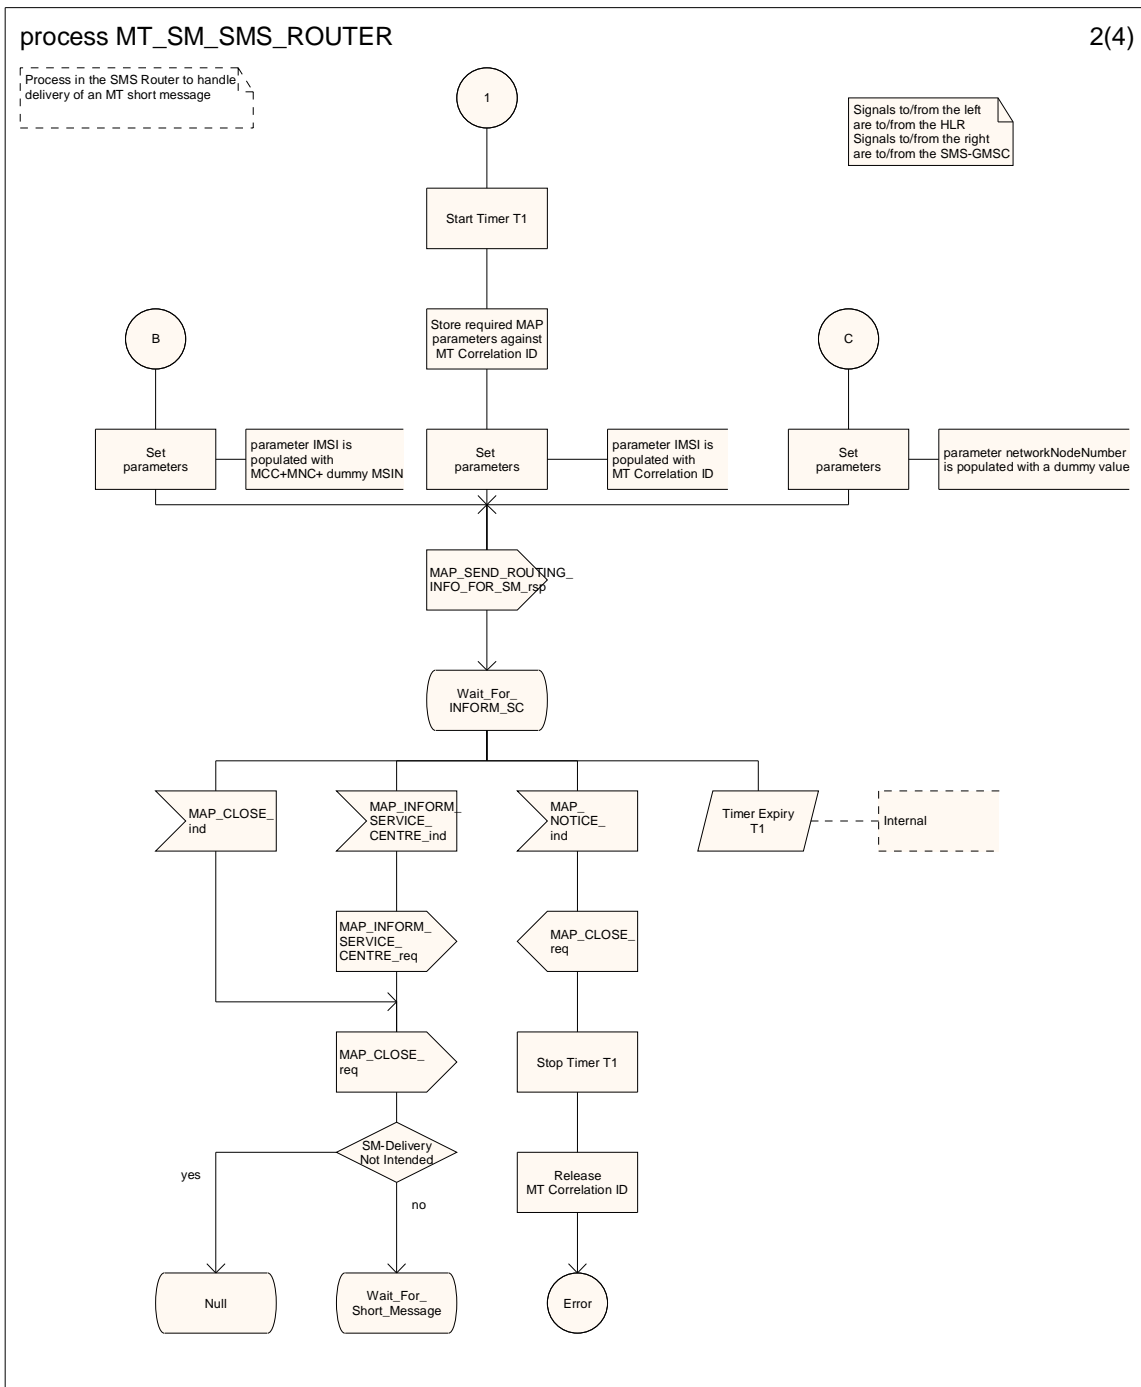 process MT_SM_SMS_ROUTER
2(4)
Process in the SMS Router to handle
delivery of an MT short message
1
Signals to/from the left
are to/from the HLR
Signals to/from the right
are to/from the SMS-GMSC
Start Timer T1
B
Store required MAP
parameters against
MT Correlation ID
C
Set
parameters
parameter IMSI is
populated with
MCC+MNC+ dummy MSIN
Set
parameters
parameter IMSI is
populated with
MT Correlation ID
Set
parameters
parameter networkNodeNumber
is populated with a dummy value
MAP_SEND_ROUTING_
INFO_FOR_SM_rsp
Wait_For_
INFORM_SC
MAP_CLOSE_
ind
MAP_INFORM_
SERVICE_
CENTRE_ind
MAP_
NOTICE_
ind
Timer Expiry
T1
Internal
MAP_INFORM_
SERVICE_
CENTRE_req
MAP_CLOSE_
req
MAP_CLOSE_
req
Stop Timer T1
SM-Delivery
Not Intended
yes
no
Release
MT Correlation ID
Null
Wait_For_
Short_Message
Error